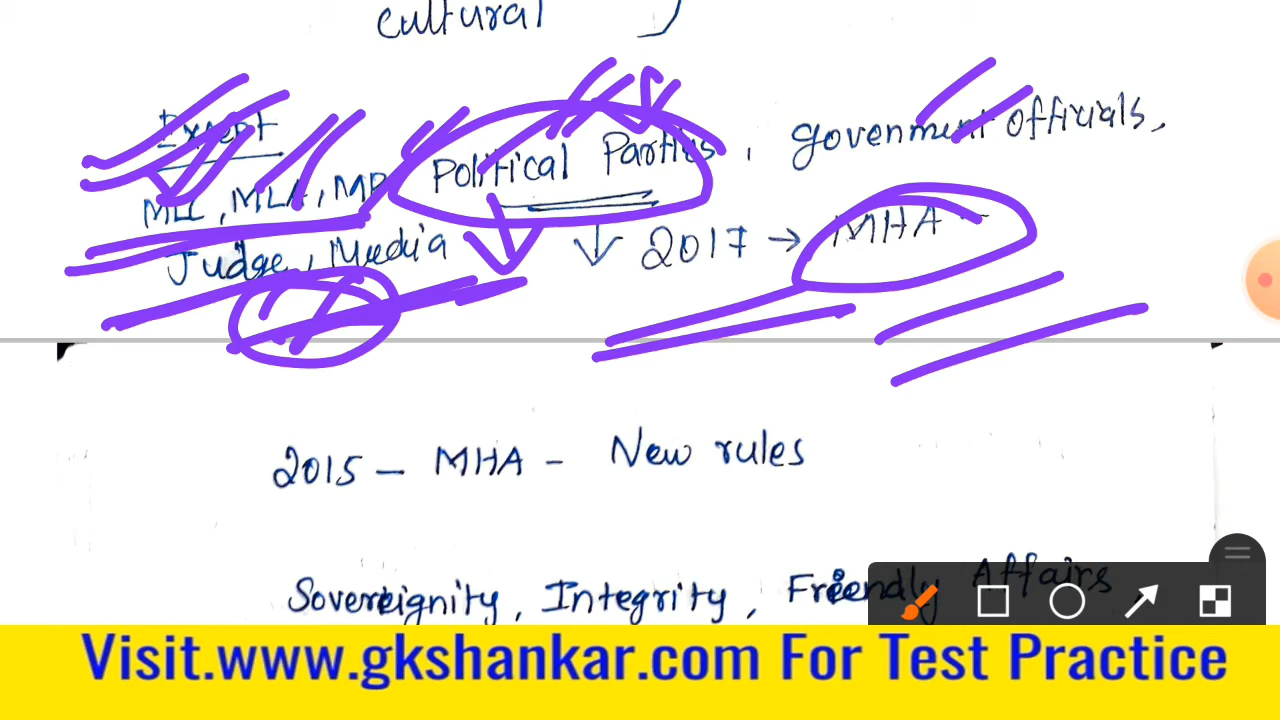 cultural
Except
MLC, MLA, MP, Political Parties, govenment officials,
Judge, Media ↓ 2017 → MHA -
2015 - MHA - New rules
Sovereignity, Integrity, Friendly Affairs
Visit.www.gkshankar.com For Test Practice